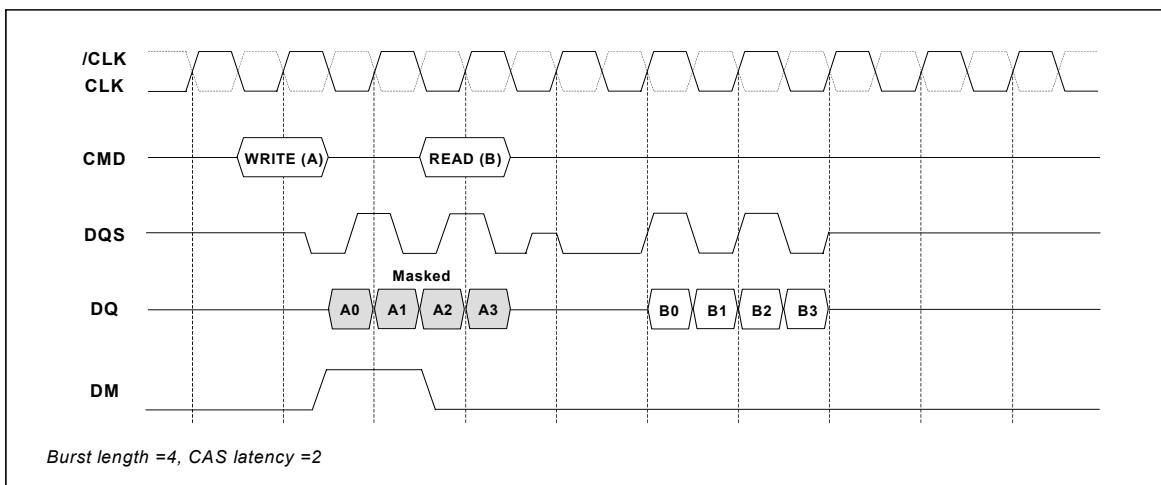 /CLK
CLK
CMD WRITE (A) READ (B)
DQS
Masked
DQ A0 A1 A2 A3 B0 B1 B2 B3
DM
Burst length =4, CAS latency =2